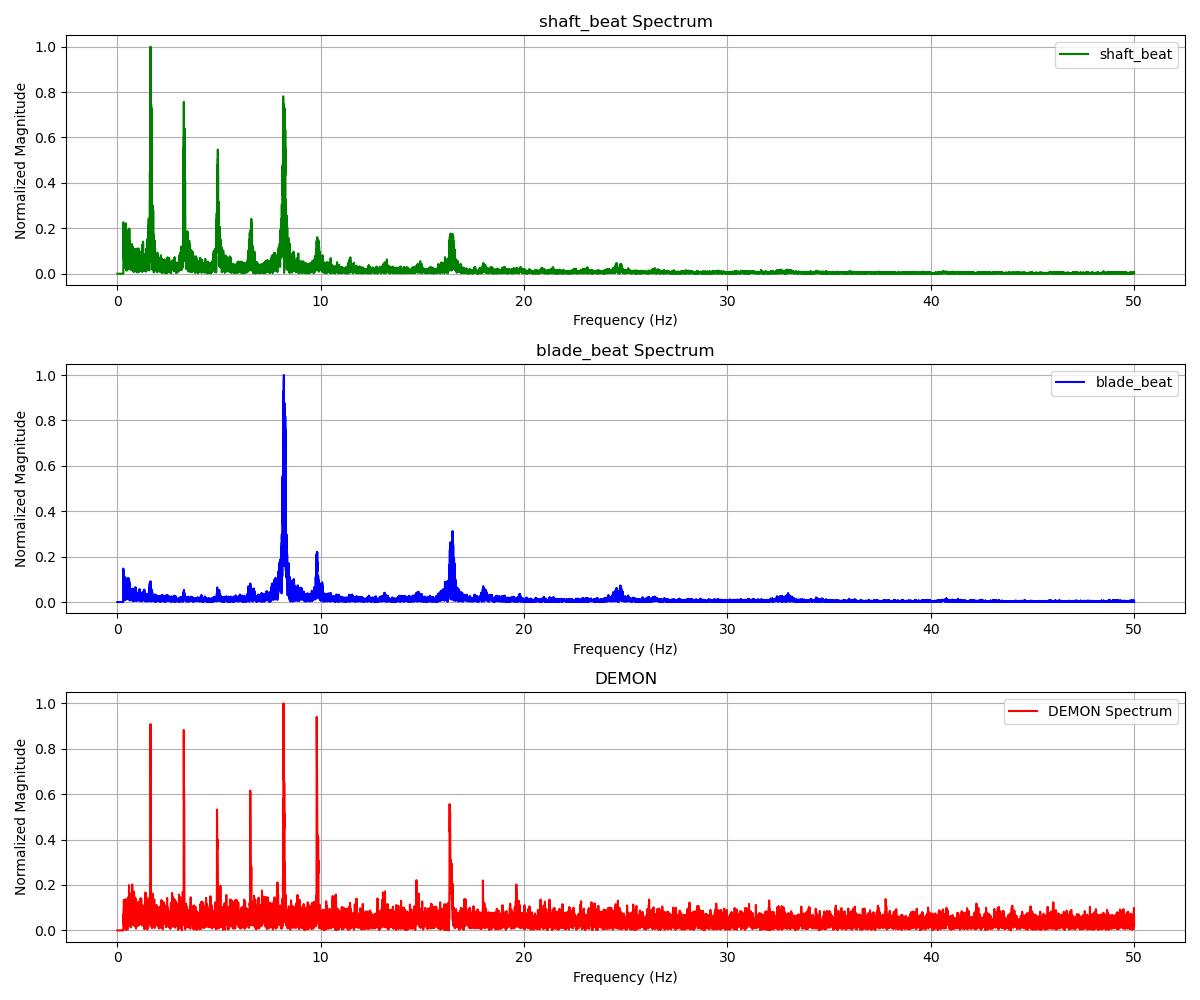 shaft_beat Spectrum
shaft_beat
Normalized Magnitude
1.0
0.8
0.6
0.4
0.2
0.0
0 10 20 30 40 50
Frequency (Hz)
blade_beat Spectrum
blade_beat
Normalized Magnitude
1.0
0.8
0.6
0.4
0.2
0.0
0 10 20 30 40 50
Frequency (Hz)
DEMON
DEMON Spectrum
Normalized Magnitude
1.0
0.8
0.6
0.4
0.2
0.0
0 10 20 30 40 50
Frequency (Hz)